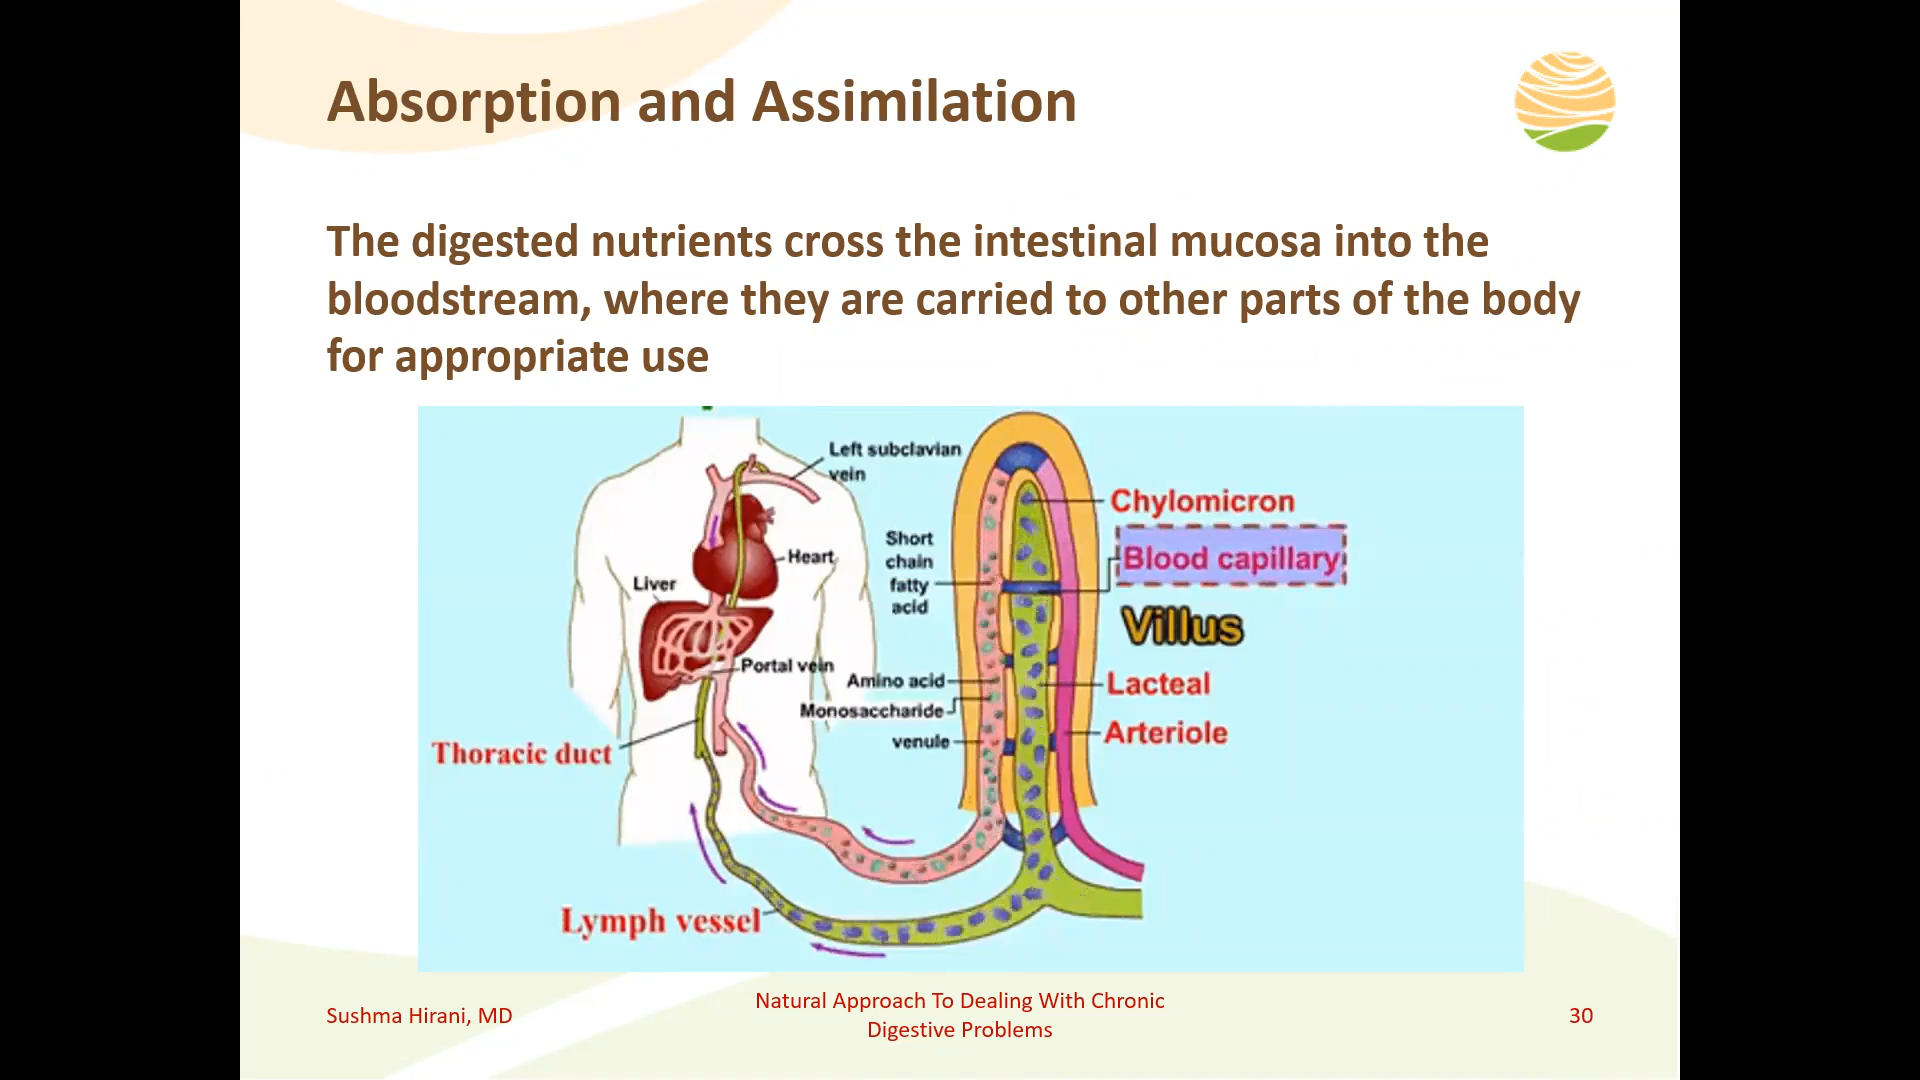 Absorption and Assimilation
The digested nutrients cross the intestinal mucosa into the
bloodstream, where they are carried to other parts of the body
for appropriate use
Left subclavian
vein
Heart
Liver
Portal vein
Thoracic duct
Lymph vessel
Short
chain
fatty
acid
Amino acid
Monosaccharide
venule
Chylomicron
Blood capillary
Villus
Lacteal
Arteriole
Sushma Hirani, MD
Natural Approach To Dealing With Chronic
Digestive Problems
30